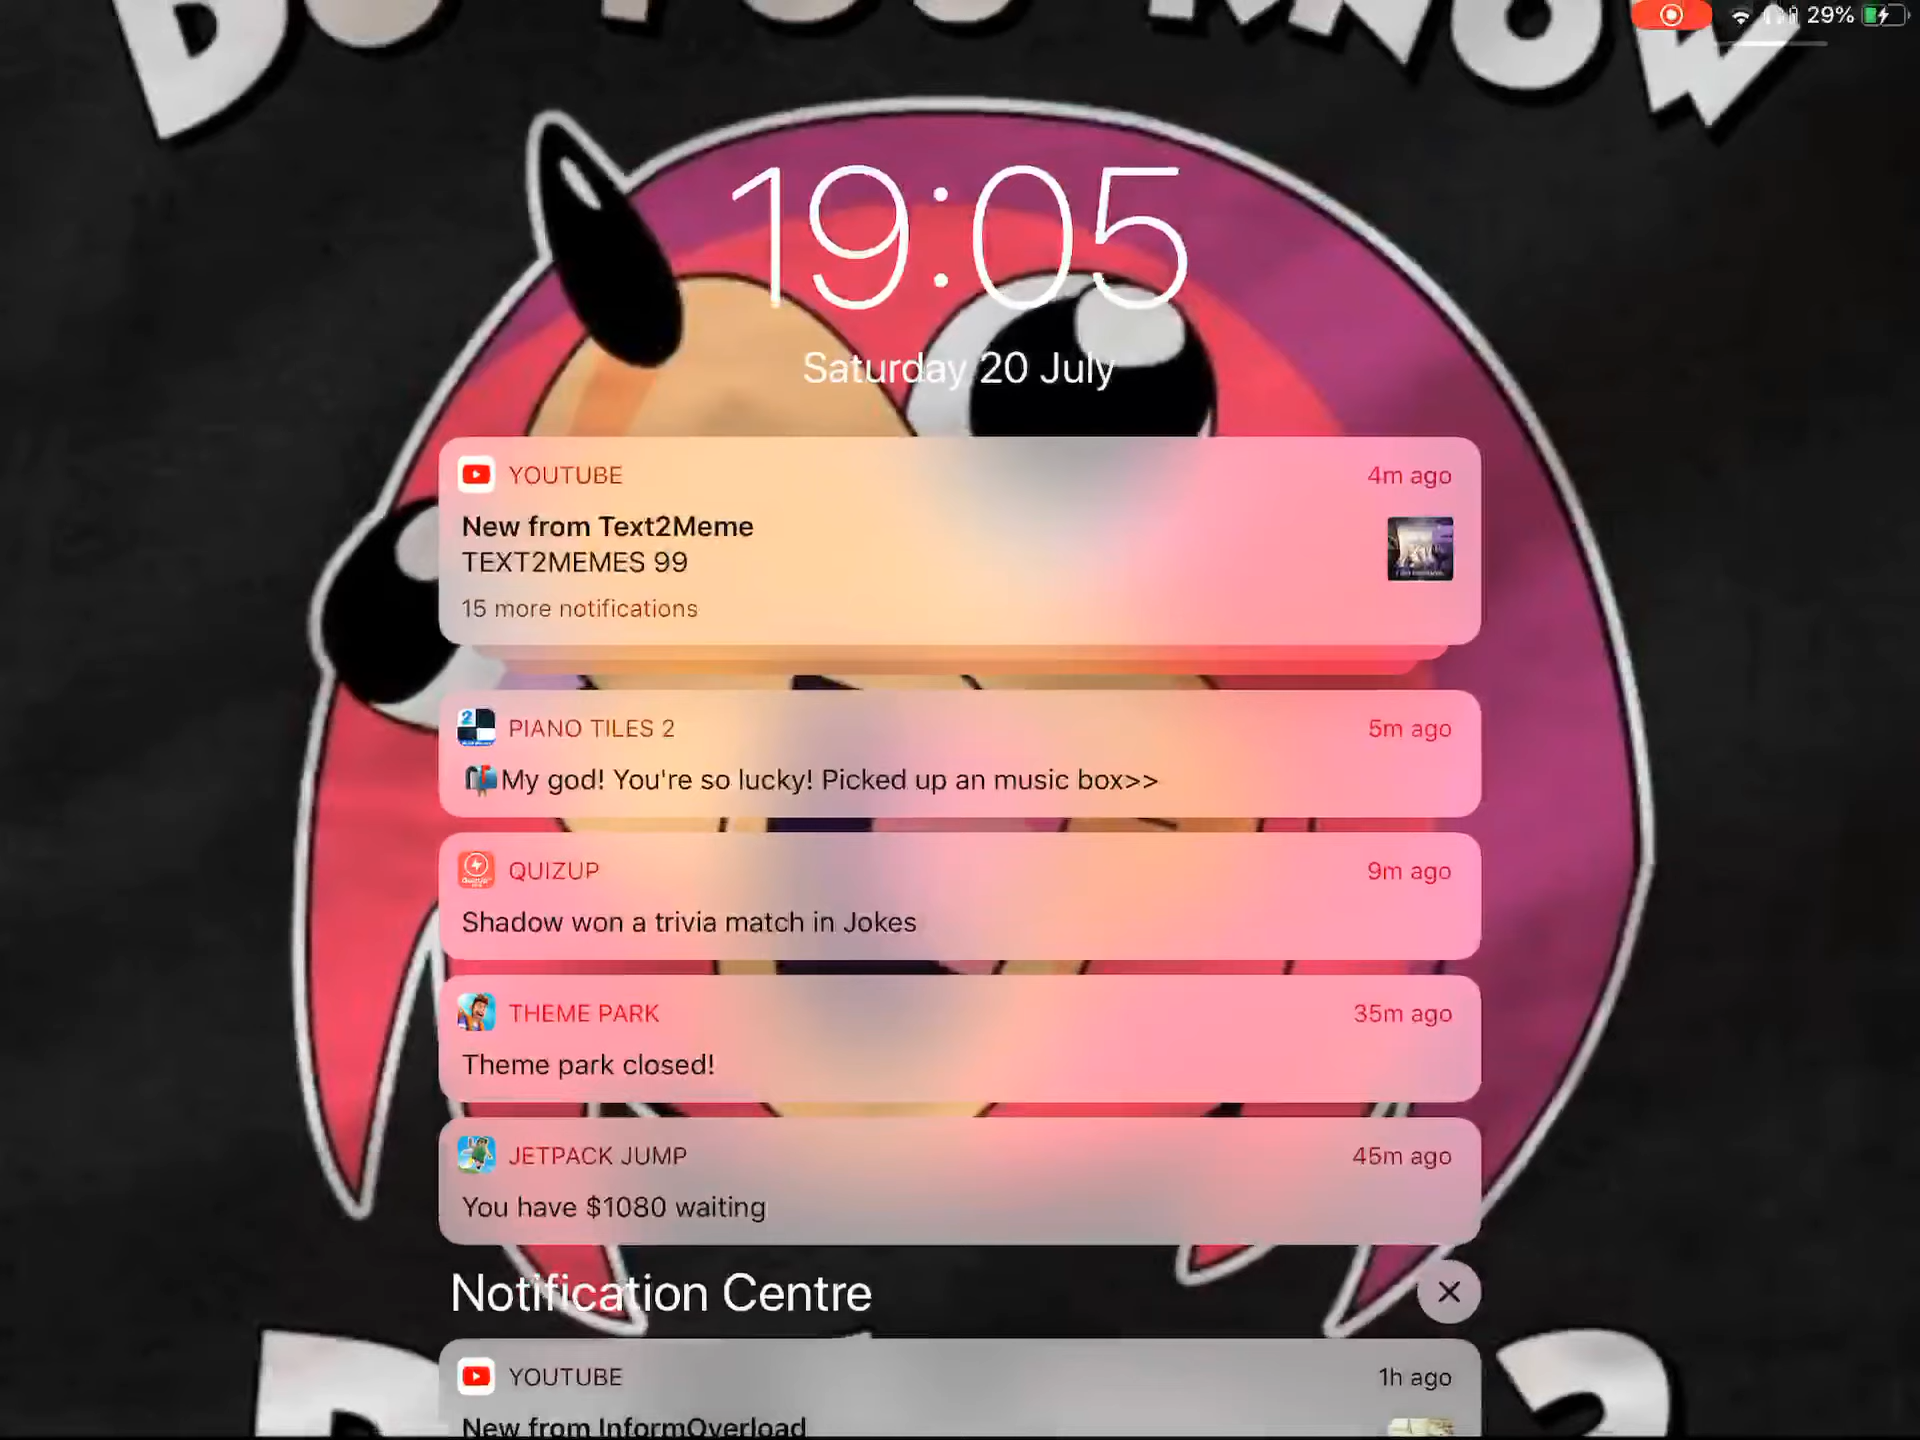 DO YOU KNOW
29%
19:05
Saturday 20 July
YOUTUBE 4m ago
New from Text2Meme
TEXT2MEMES 99
15 more notifications
PIANO TILES 2 5m ago
My god! You're so lucky! Picked up an music box>>
QUIZUP 9m ago
Shadow won a trivia match in Jokes
THEME PARK 35m ago
Theme park closed!
JETPACK JUMP 45m ago
You have $1080 waiting
Notification Centre
YOUTUBE 1h ago
New from InformOverload